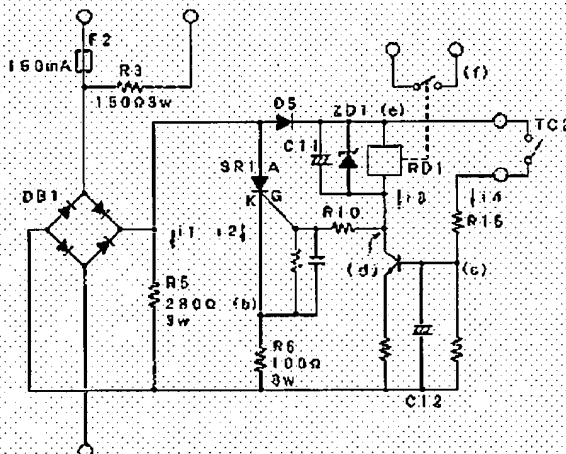 F2
150mA
R3
150Ω3w
(f)
D5
ZD1 (e)
TC2
C11
SR1 A
RD1
K G
DB1
i3
i4
R10
R15
i1
i2
(d)
(c)
R5
280Ω
3w
(b)
R6
100Ω
3w
C12